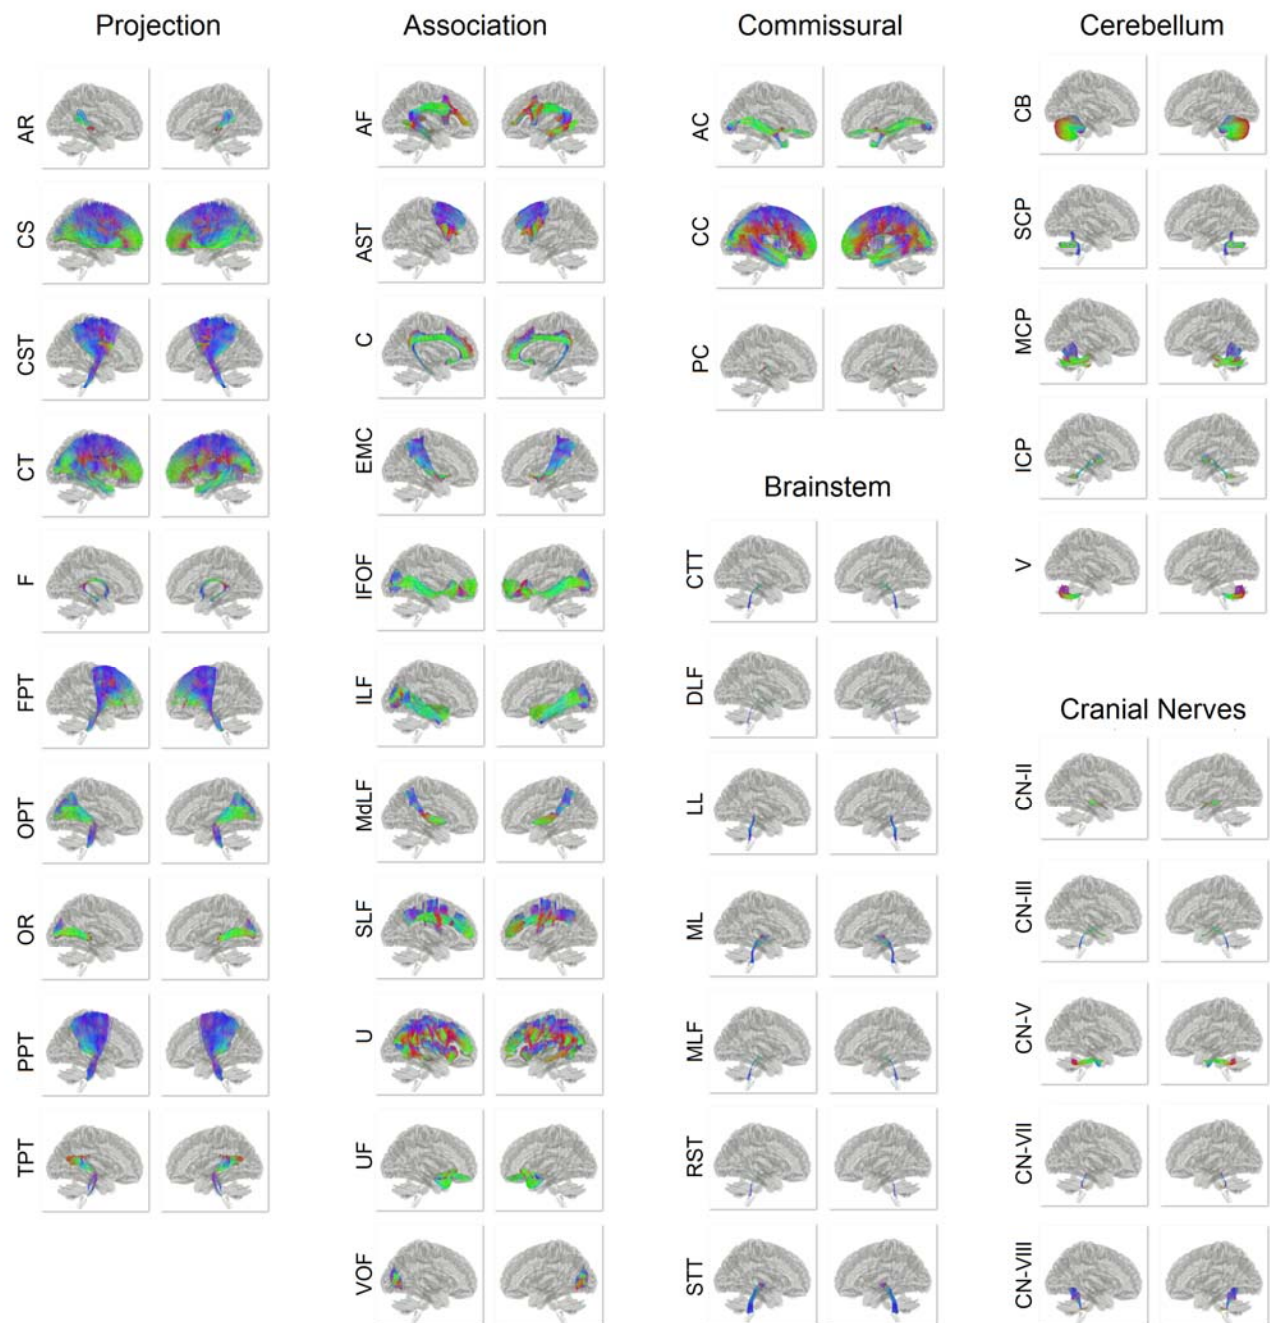 Projection
AR
CS
CST
CT
F
FPT
OPT
OR
PPT
TPT
Association
AF
AST
C
EMC
IFOF
ILF
MdLF
SLF
U
UF
VOF
Commissural
AC
CC
PC
Brainstem
CTT
DLF
LL
ML
MLF
RST
STT
Cerebellum
CB
SCP
MCP
ICP
V
Cranial Nerves
CN-II
CN-III
CN-V
CN-VII
CN-VIII